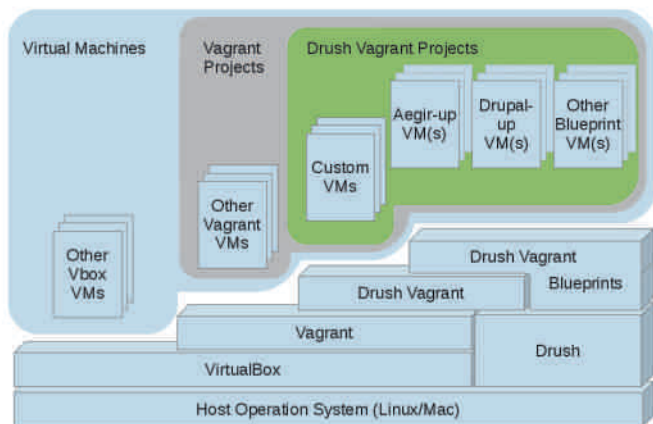 Virtual Machines
Vagrant
Projects
Drush Vagrant Projects
Aegir-up
VM(s)
Drupal-
up
VM(s)
Other
Blueprint
VM(s)
Custom
VMs
Other
Vagrant
VMs
Other
Vbox
VMs
Drush Vagrant
Blueprints
Drush Vagrant
Vagrant
Drush
VirtualBox
Host Operation System (Linux/Mac)